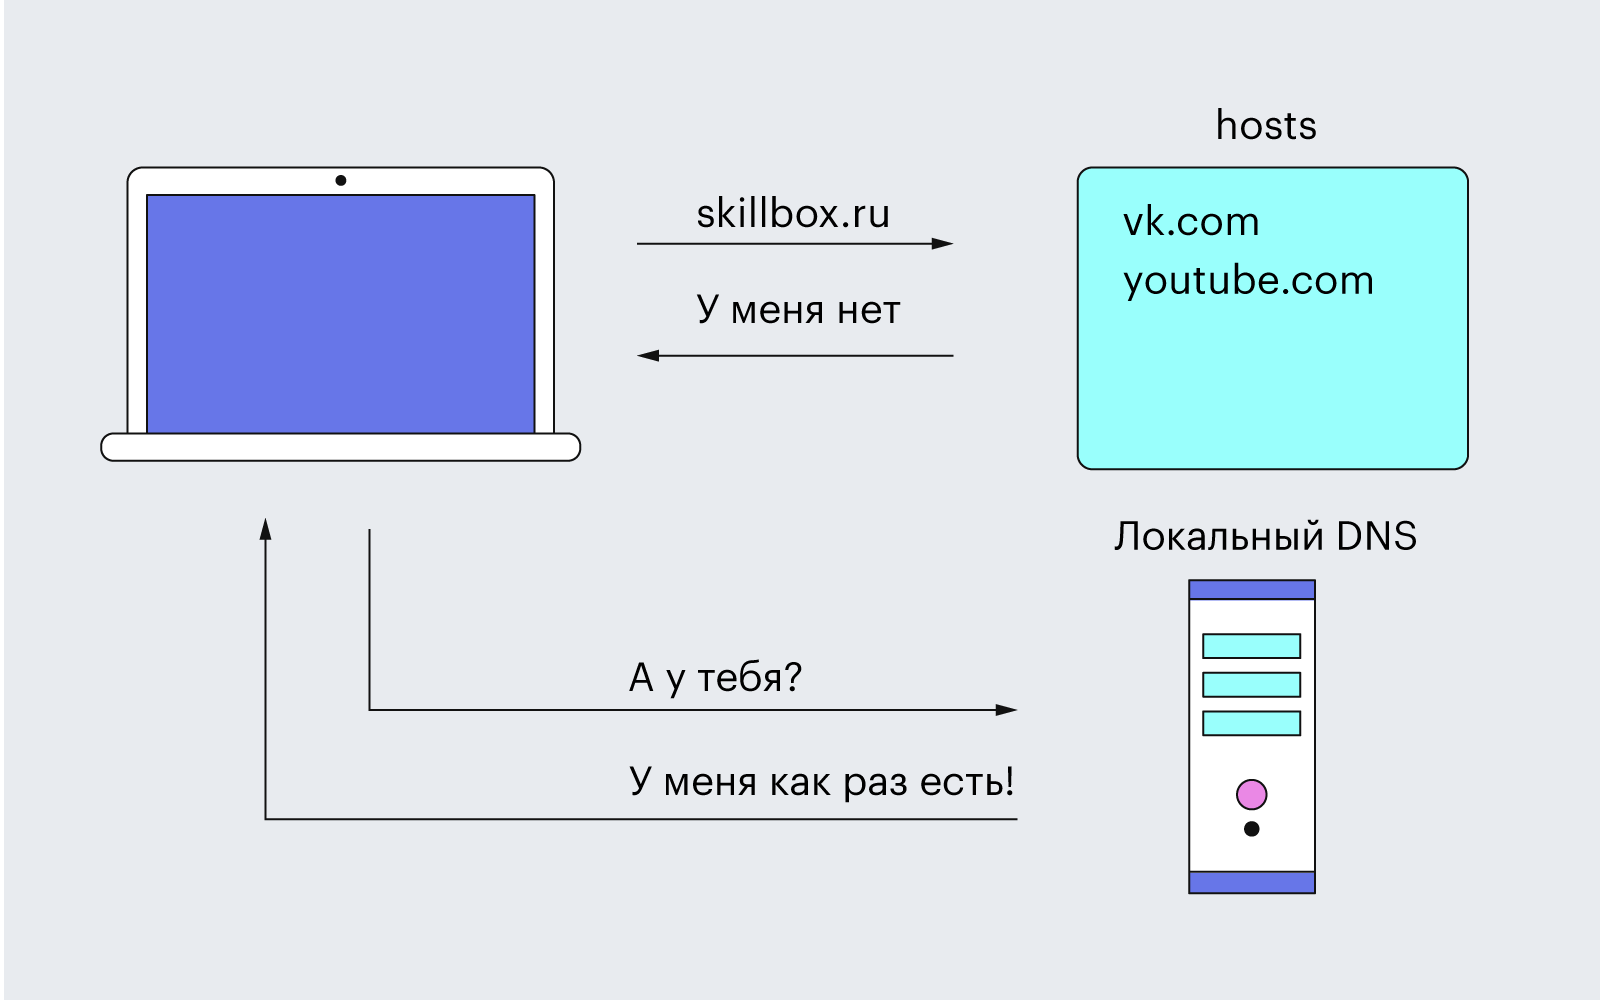 hosts
skillbox.ru
vk.com
youtube.com
У меня нет
Локальный DNS
А у тебя?
У меня как раз есть!